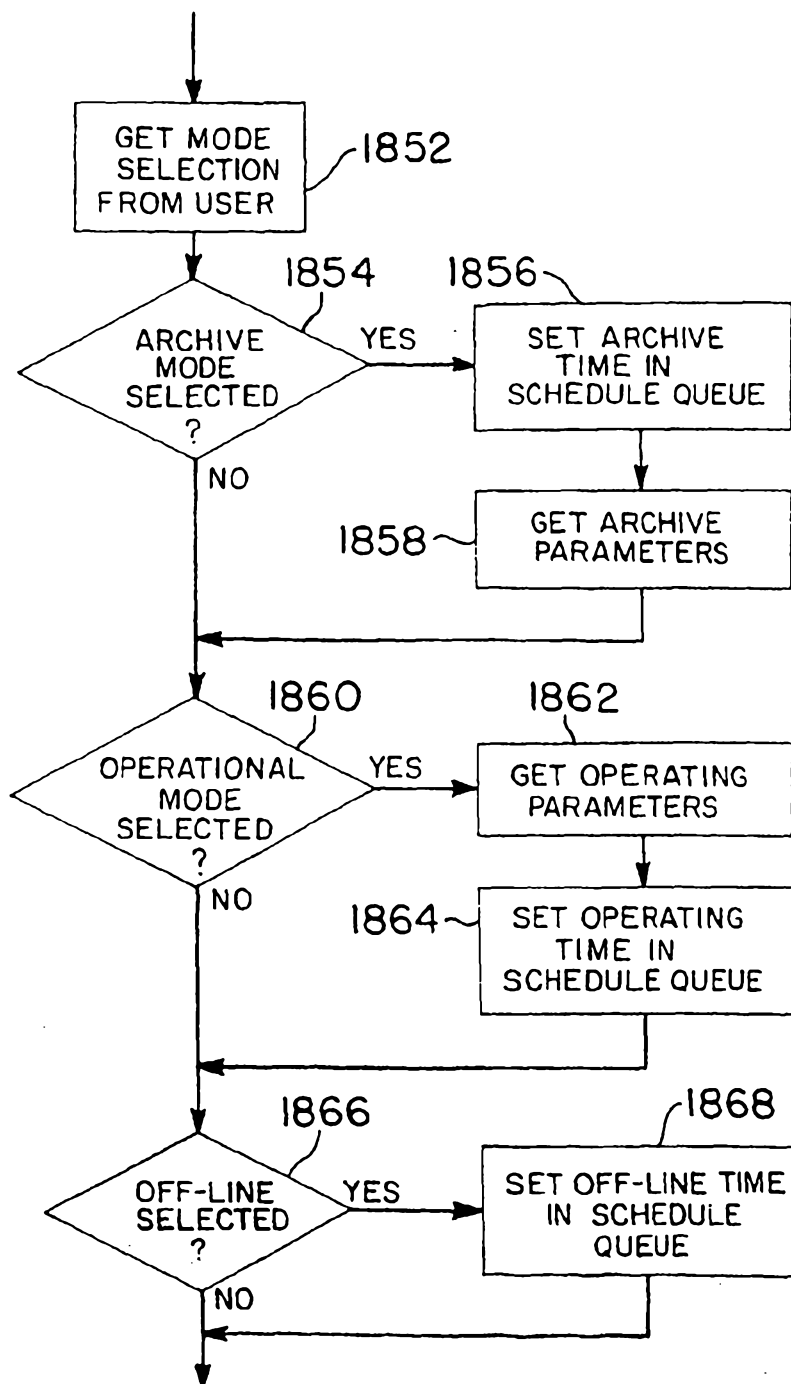 GET MODE
SELECTION
FROM USER
1852
1854
ARCHIVE
MODE
SELECTED
?
YES
NO
1856
SET ARCHIVE
TIME IN
SCHEDULE QUEUE
1858
GET ARCHIVE
PARAMETERS
1860
OPERATIONAL
MODE
SELECTED
?
YES
NO
1862
GET OPERATING
PARAMETERS
1864
SET OPERATING
TIME IN
SCHEDULE QUEUE
1866
OFF-LINE
SELECTED
?
YES
NO
1868
SET OFF-LINE TIME
IN SCHEDULE
QUEUE